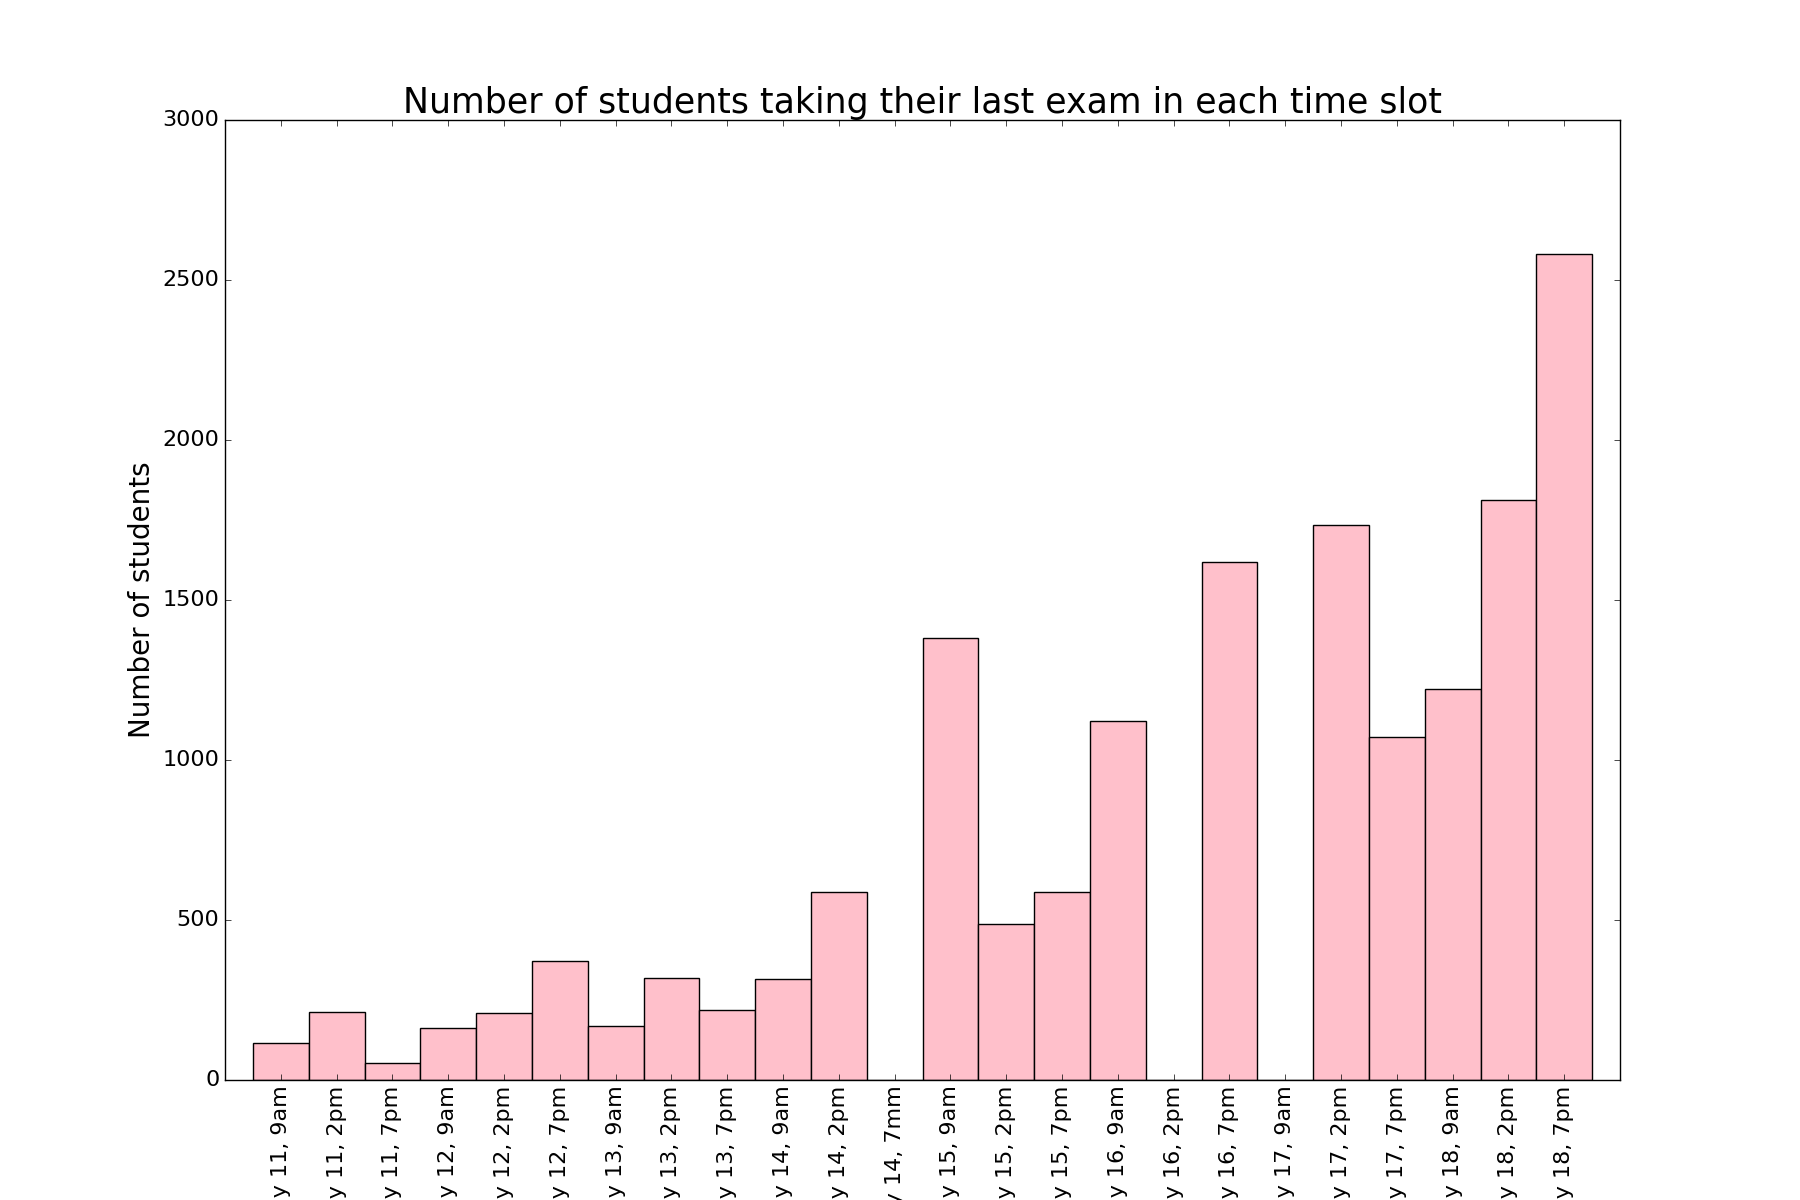 Number of students taking their last exam in each time slot
Number of students
3000
2500
2000
1500
1000
500
0
y 11, 9am
y 11, 2pm
y 11, 7pm
y 12, 9am
y 12, 2pm
y 12, 7pm
y 13, 9am
y 13, 2pm
y 13, 7pm
y 14, 9am
y 14, 2pm
y 14, 7mm
y 15, 9am
y 15, 2pm
y 15, 7pm
y 16, 9am
y 16, 2pm
y 16, 7pm
y 17, 9am
y 17, 2pm
y 17, 7pm
y 18, 9am
y 18, 2pm
y 18, 7pm